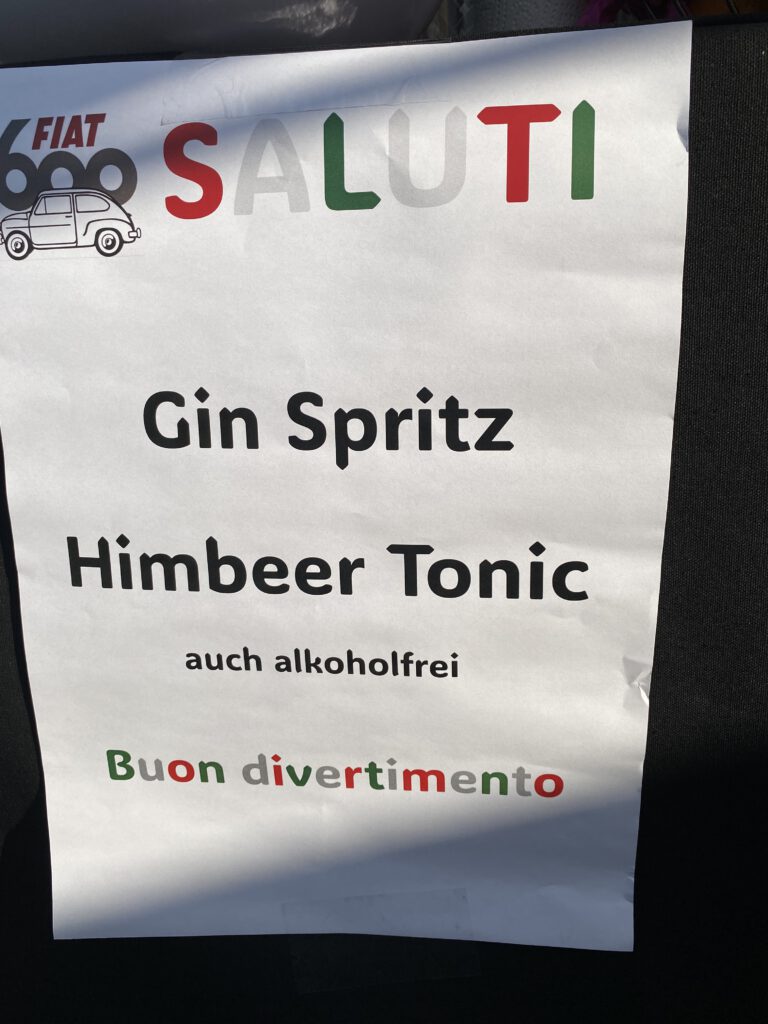 FIAT
600
SALUTI
Gin Spritz
Himbeer Tonic
auch alkoholfrei
Buon divertimento